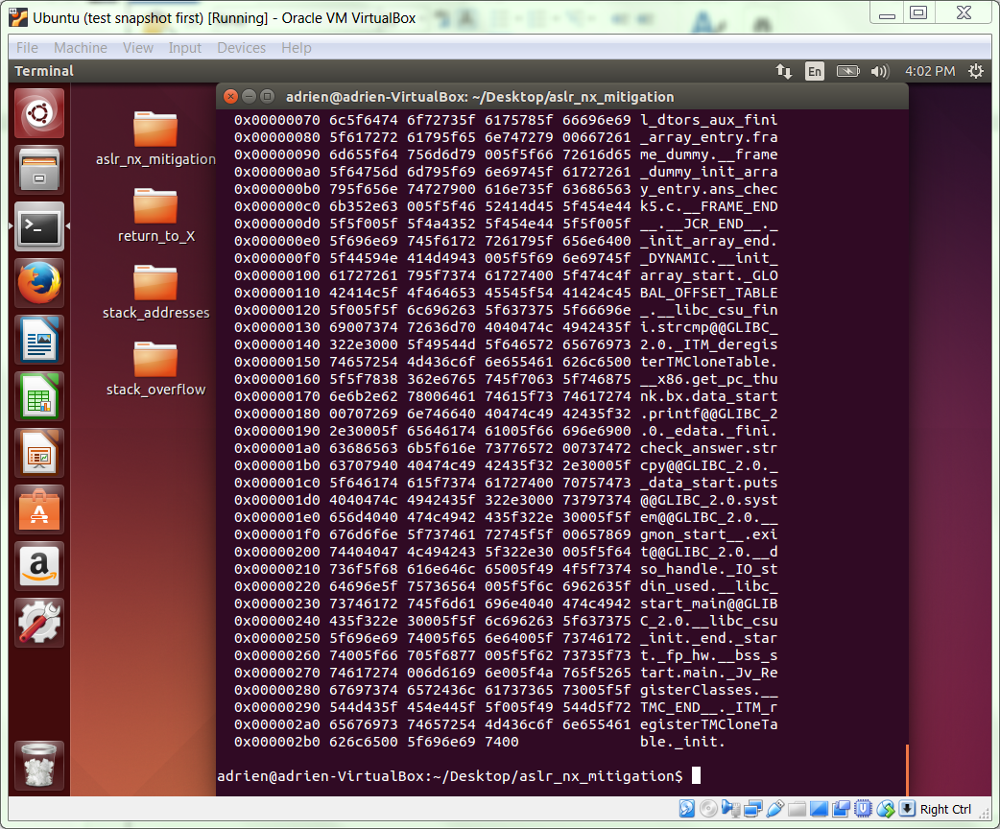 Ubuntu (test snapshot first) [Running] - Oracle VM VirtualBox
File Machine View Input Devices Help
Terminal
En
4:02 PM
adrien@adrien-VirtualBox: ~/Desktop/aslr_nx_mitigation
aslr_nx_mitigation
return_to_X
stack_addresses
stack_overflow
0x00000070 6c5f6474 6f72735f 6175785f 66696e69 l_dtors_aux_fini
0x00000080 5f617272 61795f65 6e747279 00667261 _array_entry.fra
0x00000090 6d655f64 756d6d79 005f5f66 72616d65 me_dummy.__frame
0x000000a0 5f64756d 6d795f69 6e69745f 61727261 _dummy_init_arra
0x000000b0 795f656e 74727900 616e735f 63686563 y_entry.ans_chec
0x000000c0 6b352e63 005f5f46 52414d45 5f454e44 k5.c.__FRAME_END
0x000000d0 5f5f005f 5f4a4352 5f454e44 5f5f005f __.__JCR_END__._
0x000000e0 5f696e69 745f6172 7261795f 656e6400 _init_array_end.
0x000000f0 5f44594e 414d4943 005f5f69 6e69745f _DYNAMIC.__init_
0x00000100 61727261 795f7374 61727400 5f474c4f array_start._GLO
0x00000110 42414c5f 4f464653 45545f54 41424c45 BAL_OFFSET_TABLE
0x00000120 5f005f5f 6c696263 5f637375 5f66696e _.__libc_csu_fin
0x00000130 69007374 72636d70 4040474c 4942435f i.strcmp@@GLIBC_
0x00000140 322e3000 5f49544d 5f646572 65676973 2.0._ITM_deregis
0x00000150 74657254 4d436c6f 6e655461 626c6500 terTMCloneTable.
0x00000160 5f5f7838 362e6765 745f7063 5f746875 __x86.get_pc_thu
0x00000170 6e6b2e62 78006461 74615f73 74617274 nk.bx.data_start
0x00000180 00707269 6e746640 40474c49 42435f32 .printf@@GLIBC_2
0x00000190 2e30005f 65646174 61005f66 696e6900 .0._edata._fini.
0x000001a0 63686563 6b5f616e 73776572 00737472 check_answer.str
0x000001b0 63707940 40474c49 42435f32 2e30005f cpy@@GLIBC_2.0._
0x000001c0 5f646174 615f7374 61727400 70757473 _data_start.puts
0x000001d0 4040474c 4942435f 322e3000 73797374 @@GLIBC_2.0.syst
0x000001e0 656d4040 474c4942 435f322e 30005f5f em@@GLIBC_2.0.__
0x000001f0 676d6f6e 5f737461 72745f5f 00657869 gmon_start__.exi
0x00000200 74404047 4c494243 5f322e30 005f5f64 t@@GLIBC_2.0.__d
0x00000210 736f5f68 616e646c 65005f49 4f5f7374 so_handle._IO_st
0x00000220 64696e5f 75736564 005f5f6c 6962635f din_used.__libc_
0x00000230 73746172 745f6d61 696e4040 474c4942 start_main@@GLIB
0x00000240 435f322e 30005f5f 6c696263 5f637375 C_2.0.__libc_csu
0x00000250 5f696e69 74005f65 6e64005f 73746172 _init._end._star
0x00000260 74005f66 705f6877 005f5f62 73735f73 t._fp_hw.__bss_s
0x00000270 74617274 006d6169 6e005f4a 765f5265 tart.main._Jv_Re
0x00000280 67697374 6572436c 61737365 73005f5f gisterClasses.__
0x00000290 544d435f 454e445f 5f005f49 544d5f72 TMC_END__._ITM_r
0x000002a0 65676973 74657254 4d436c6f 6e655461 egisterTMCloneTa
0x000002b0 626c6500 5f696e69 7400 ble._init.
adrien@adrien-VirtualBox:~/Desktop/aslr_nx_mitigation$
Right Ctrl